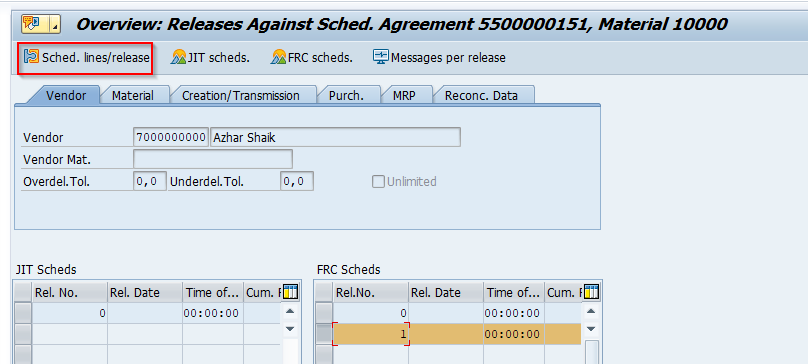 Overview: Releases Against Sched. Agreement 5500000151, Material 10000
Sched. lines/release JIT scheds. FRC scheds. Messages per release
Vendor Material Creation/Transmission Purch. MRP Reconc. Data
Vendor 7000000000 Azhar Shaik
Vendor Mat.
Overdel.Tol. 0,0 Underdel.Tol. 0,0 Unlimited
JIT Scheds FRC Scheds
Rel. No. Rel. Date Time of... Cum. Rel.No. Rel. Date Time of... Cum.
0 00:00:00 0 00:00:00
1 00:00:00